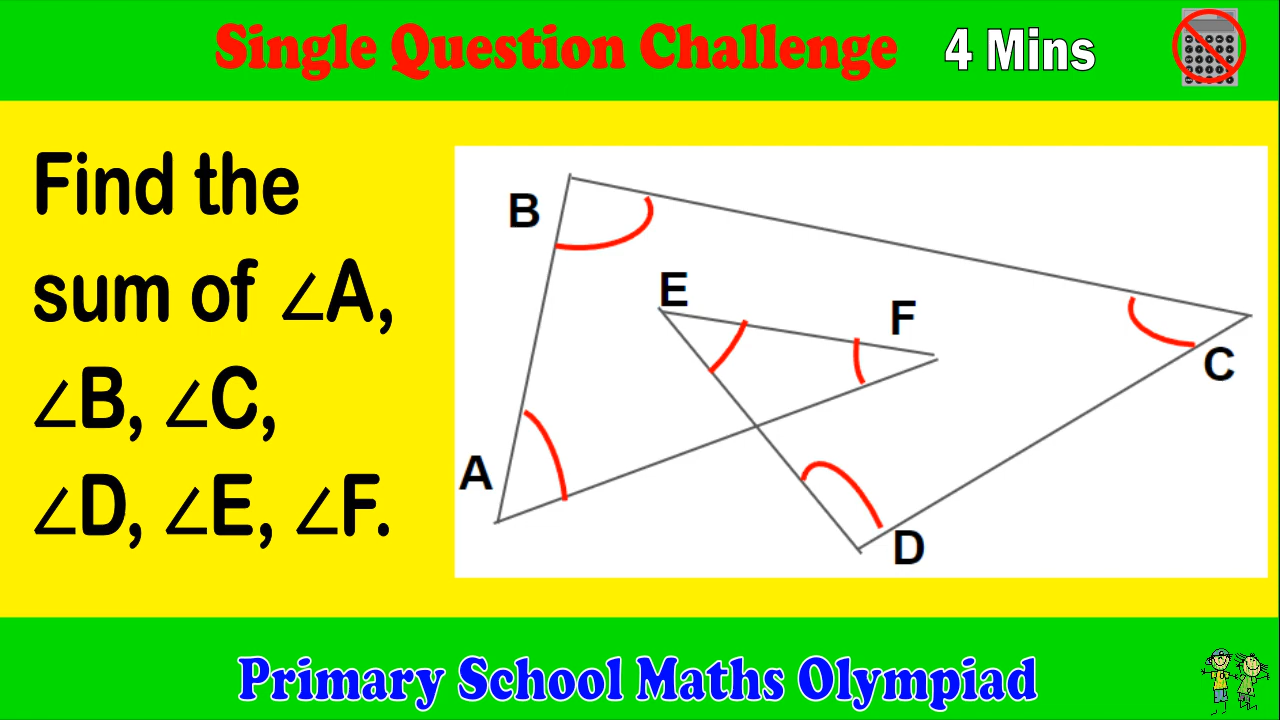 Single Question Challenge 4 Mins
Find the
sum of ∠A,
∠B, ∠C,
∠D, ∠E, ∠F.
B
E
F
C
A
D
Primary School Maths Olympiad